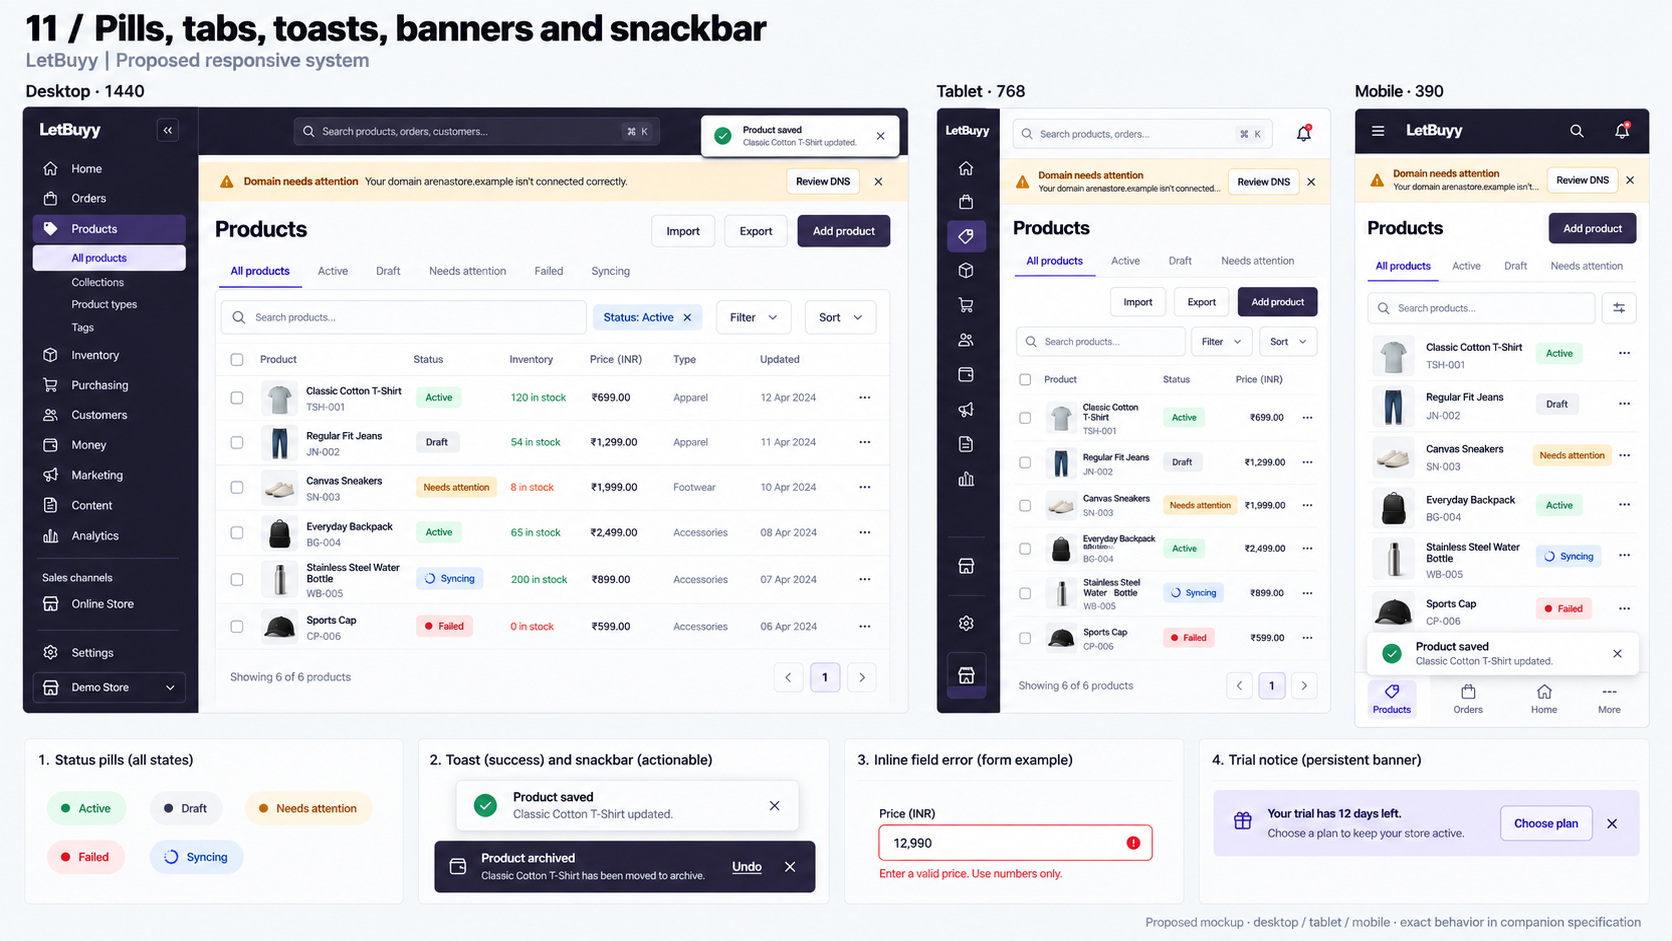 11 / Pills, tabs, toasts, banners and snackbar
LetBuyy | Proposed responsive system
Desktop · 1440
LetBuyy
Search products, orders, customers...
⌘ K
Product saved
Classic Cotton T-Shirt updated.
Home
Orders
Products
All products
Collections
Product types
Tags
Inventory
Purchasing
Customers
Money
Marketing
Content
Analytics
Sales channels
Online Store
Settings
Demo Store
Domain needs attention Your domain arenastore.example isn't connected correctly.
Review DNS
Products
Import
Export
Add product
All products
Active
Draft
Needs attention
Failed
Syncing
Search products...
Status: Active
Filter
Sort
Product Status Inventory Price (INR) Type Updated
Classic Cotton T-Shirt
TSH-001
Active 120 in stock ₹699.00 Apparel 12 Apr 2024
Regular Fit Jeans
JN-002
Draft 54 in stock ₹1,299.00 Apparel 11 Apr 2024
Canvas Sneakers
SN-003
Needs attention 8 in stock ₹1,999.00 Footwear 10 Apr 2024
Everyday Backpack
BG-004
Active 65 in stock ₹2,499.00 Accessories 08 Apr 2024
Stainless Steel Water
Bottle
WB-005
Syncing 200 in stock ₹899.00 Accessories 07 Apr 2024
Sports Cap
CP-006
Failed 0 in stock ₹599.00 Accessories 06 Apr 2024
Showing 6 of 6 products
1
Tablet · 768
LetBuyy
Search products, orders...
⌘ K
Domain needs attention
Your domain arenastore.example isn't connected...
Review DNS
Products
All products
Active
Draft
Needs attention
Import
Export
Add product
Search products...
Filter
Sort
Product Status Price (INR)
Classic Cotton
T-Shirt
TSH-001
Active ₹699.00
Regular Fit Jeans
JN-002
Draft ₹1,299.00
Canvas Sneakers
SN-003
Needs attention ₹1,999.00
Everyday Backpack
BG-004
Active ₹2,499.00
Stainless Steel
Water Bottle
WB-005
Syncing ₹899.00
Sports Cap
CP-006
Failed ₹599.00
Showing 6 of 6 products
1
Mobile · 390
LetBuyy
Domain needs attention
Your domain arenastore.example isn't...
Review DNS
Products
Add product
All products
Active
Draft
Needs attention
Search products...
Classic Cotton T-Shirt
TSH-001
Active
Regular Fit Jeans
JN-002
Draft
Canvas Sneakers
SN-003
Needs attention
Everyday Backpack
BG-004
Active
Stainless Steel Water
Bottle
WB-005
Syncing
Sports Cap
CP-006
Failed
Product saved
Classic Cotton T-Shirt updated.
Products
Orders
Home
More
1. Status pills (all states)
Active
Draft
Needs attention
Failed
Syncing
2. Toast (success) and snackbar (actionable)
Product saved
Classic Cotton T-Shirt updated.
Product archived
Classic Cotton T-Shirt has been moved to archive.
Undo
3. Inline field error (form example)
Price (INR)
12,990
Enter a valid price. Use numbers only.
4. Trial notice (persistent banner)
Your trial has 12 days left.
Choose a plan to keep your store active.
Choose plan
Proposed mockup · desktop / tablet / mobile · exact behavior in companion specification